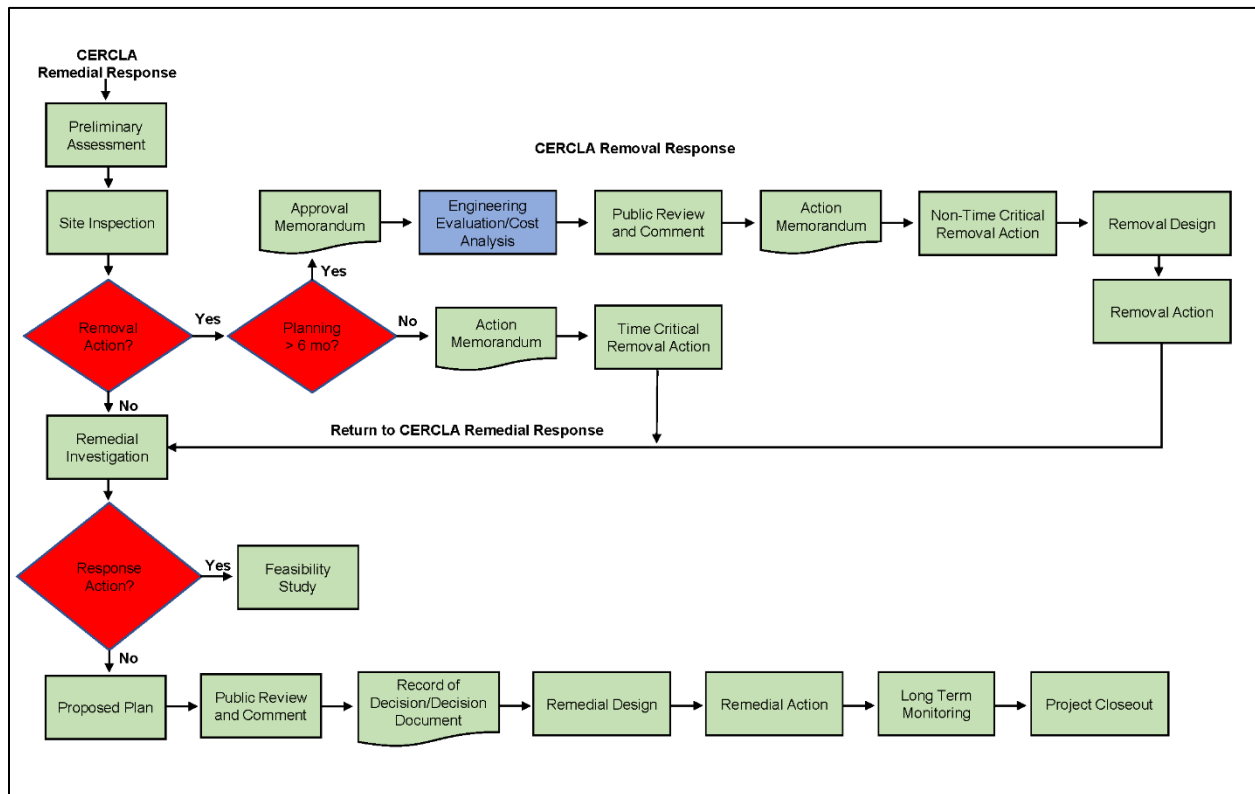 CERCLA
Remedial Response
Preliminary
Assessment
CERCLA Removal Response
Site Inspection
Approval
Memorandum
Engineering
Evaluation/Cost
Analysis
Public Review
and Comment
Action
Memorandum
Non-Time Critical
Removal Action
Removal Design
Yes
Removal
Action?
Yes
Planning
> 6 mo?
No
Action
Memorandum
Time Critical
Removal Action
Removal Action
No
Remedial
Investigation
Return to CERCLA Remedial Response
Response
Action?
Yes
Feasibility
Study
No
Proposed Plan
Public Review
and Comment
Record of
Decision/Decision
Document
Remedial Design
Remedial Action
Long Term
Monitoring
Project Closeout